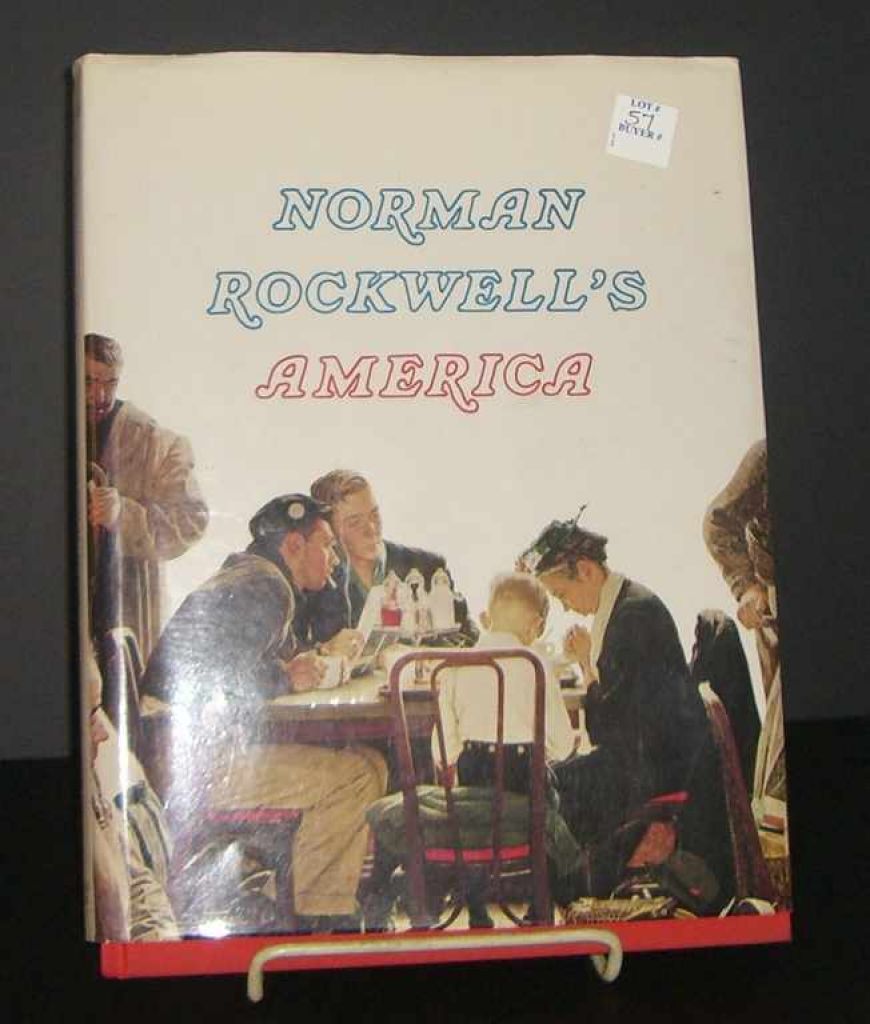 LOT#
57
BUYER#
NORMAN
ROCKWELL'S
AMERICA